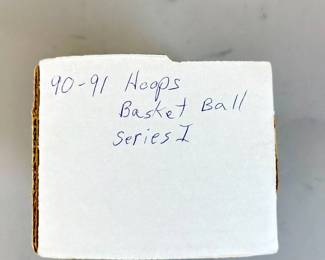 90-91 Hoops
Basket Ball
Series I